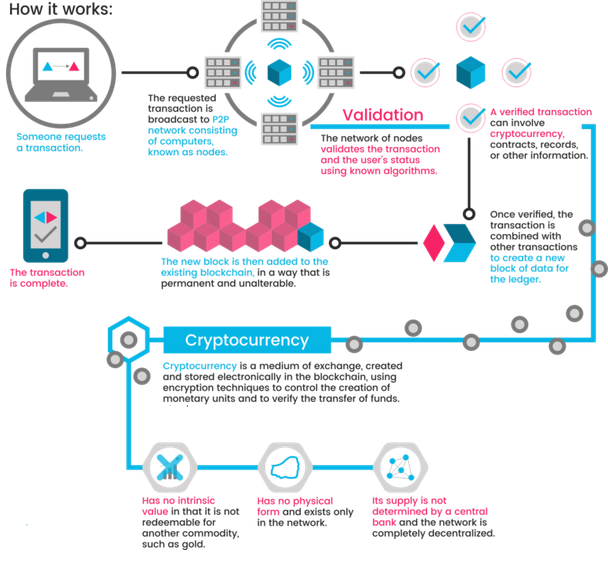 How it works:
Someone requests
a transaction.
The requested
transaction is
broadcast to P2P
network consisting
of computers,
known as nodes.
Validation
The network of nodes
validates the transaction
and the user's status
using known algorithms.
A verified transaction
can involve
cryptocurrency,
contracts, records,
or other information.
Once verified, the
transaction is
combined with
other transactions
to create a new
block of data for
the ledger.
The new block is then added to the
existing blockchain, in a way that is
permanent and unalterable.
The transaction
is complete.
Cryptocurrency
Cryptocurrency is a medium of exchange, created
and stored electronically in the blockchain, using
encryption techniques to control the creation of
monetary units and to verify the transfer of funds.
Has no intrinsic
value in that it is not
redeemable for
another commodity,
such as gold.
Has no physical
form and exists only
in the network.
Its supply is not
determined by a central
bank and the network is
completely decentralized.